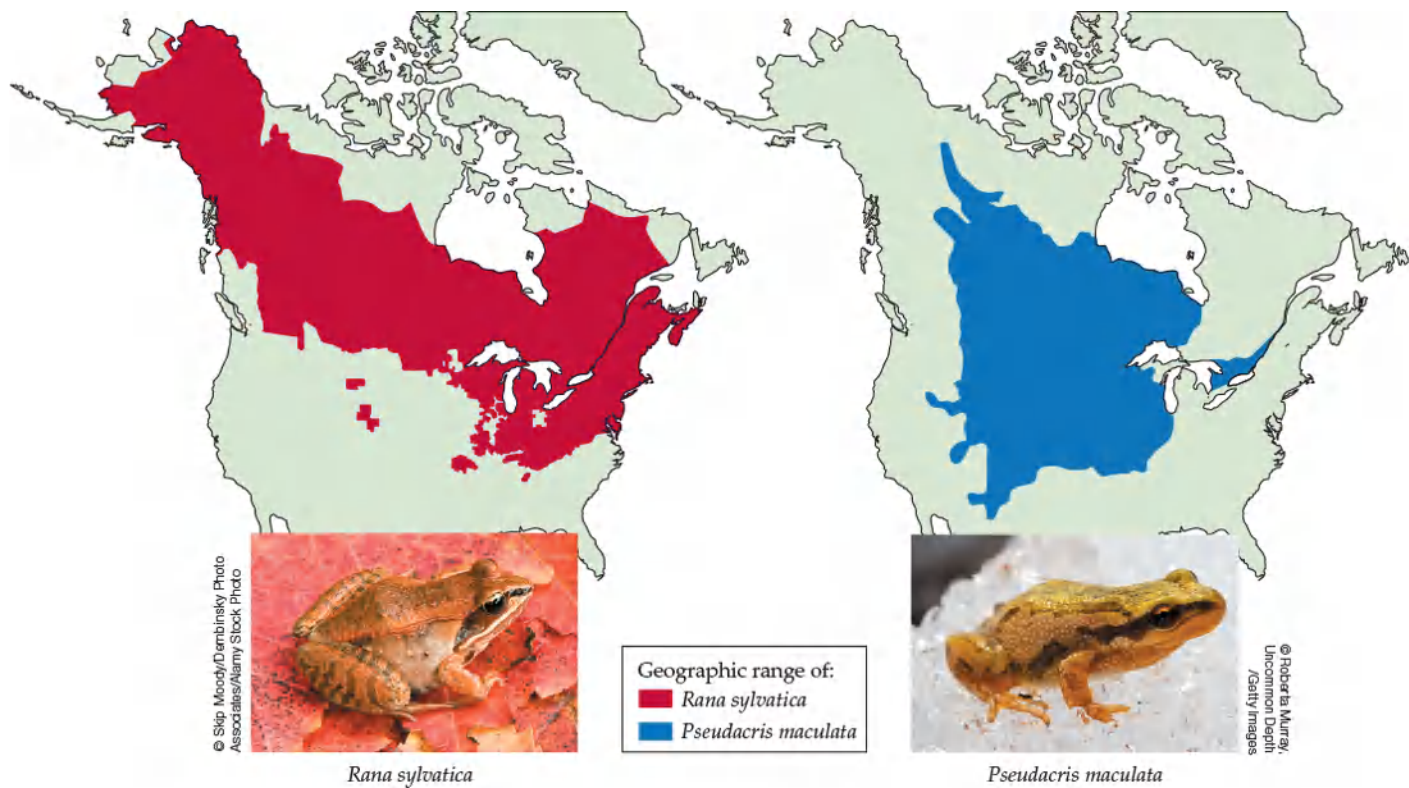 © Skip Moody/Dembinsky Photo
Associates/Alamy Stock Photo
Geographic range of:
Rana sylvatica
Pseudacris maculata
© Roberta Murray,
Uncommon Depth
/Getty Images
Rana sylvatica
Pseudacris maculata